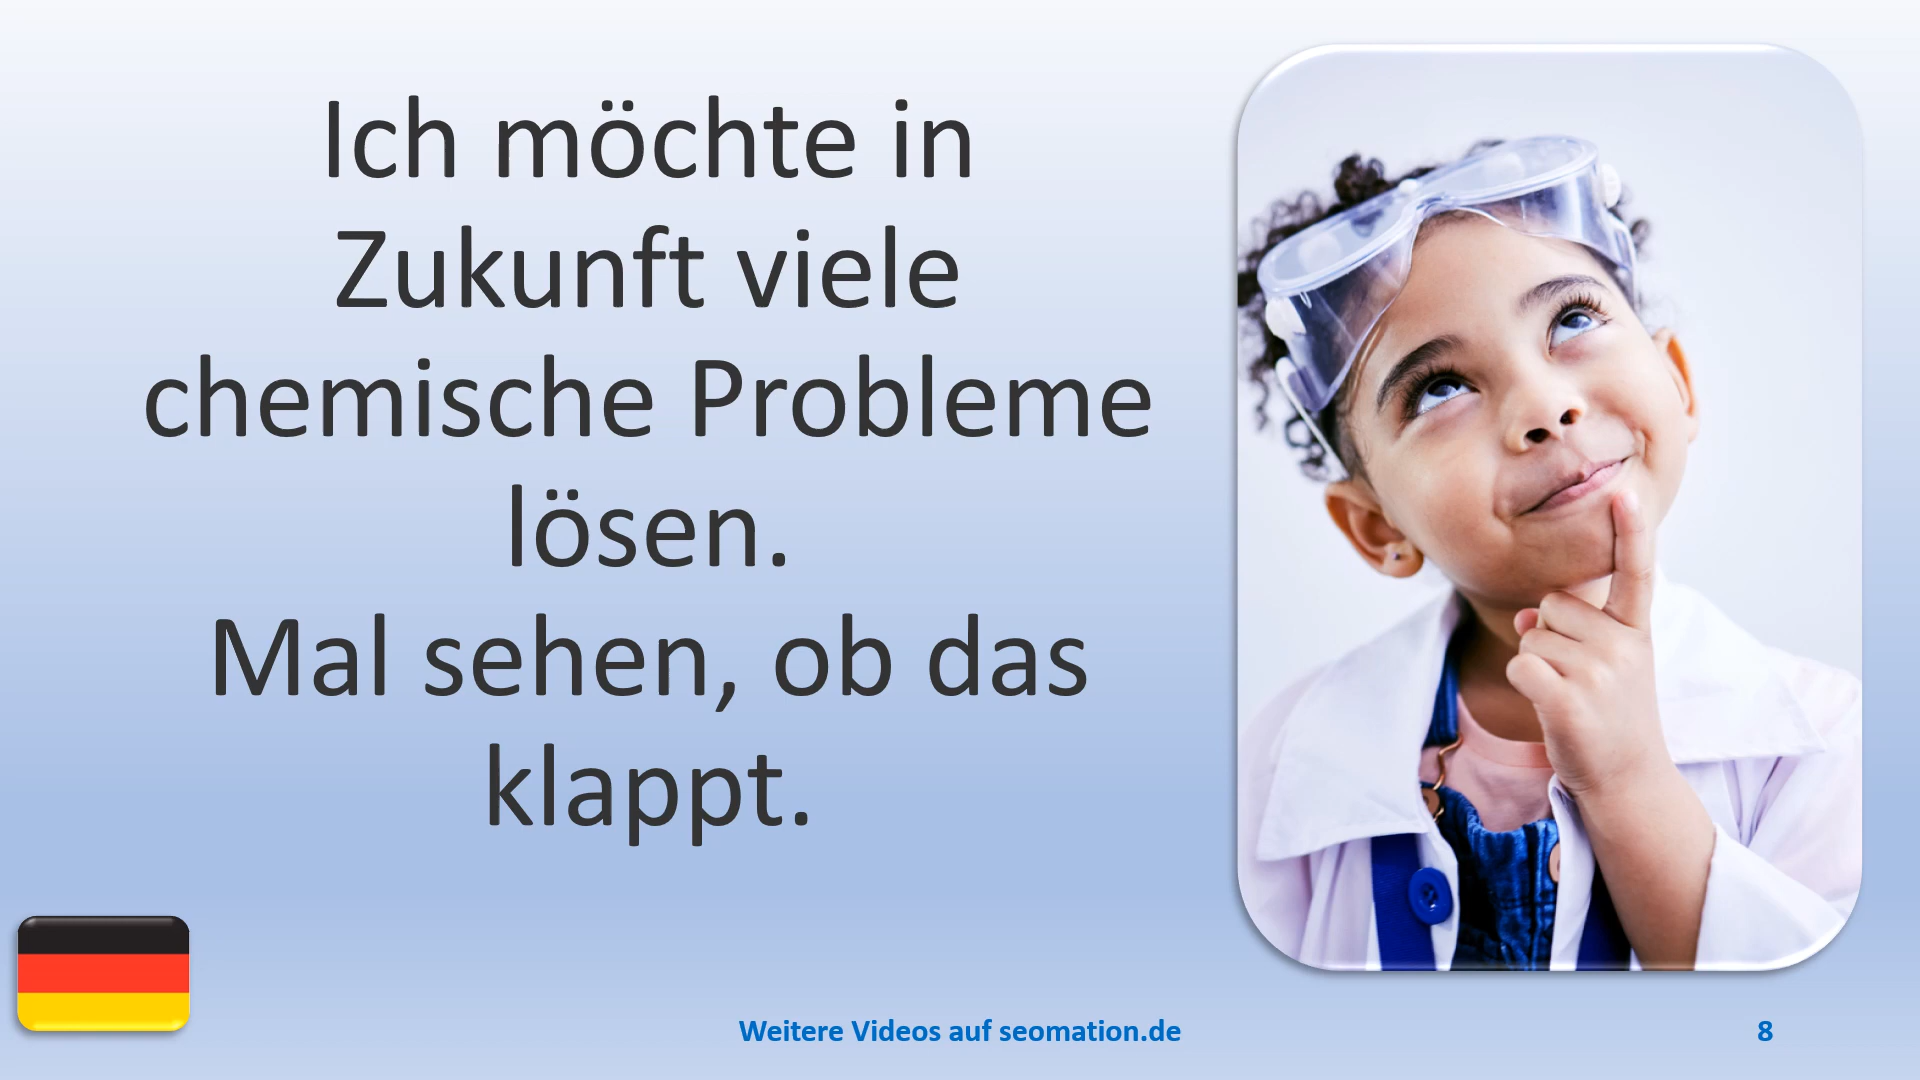 Ich möchte in
Zukunft viele
chemische Probleme
lösen.
Mal sehen, ob das
klappt.
Weitere Videos auf seomation.de
8